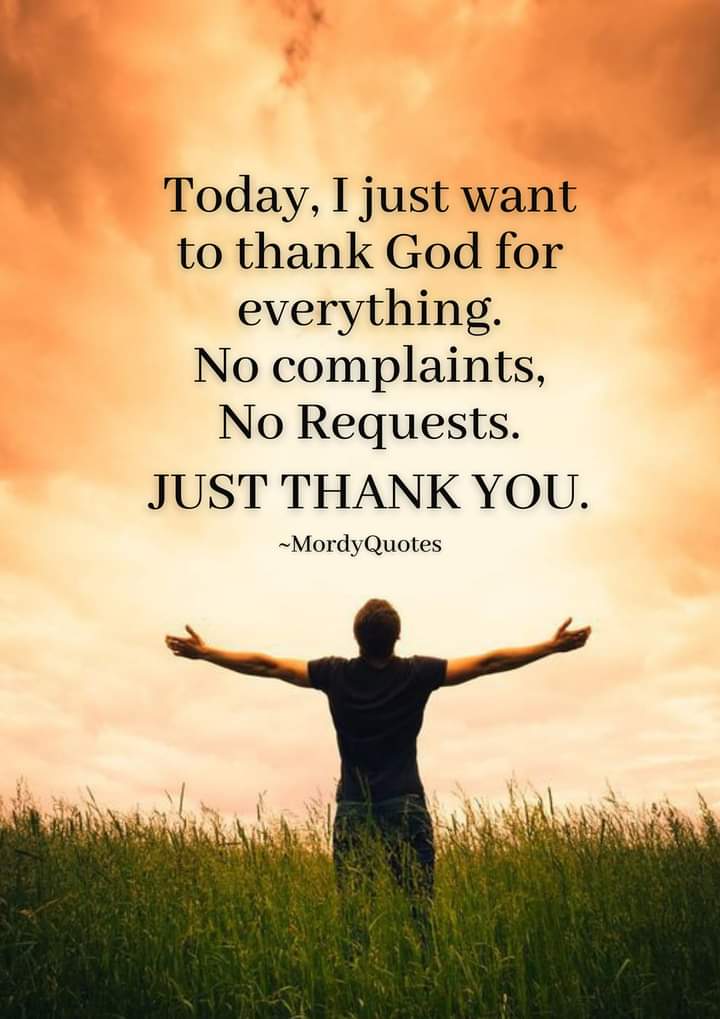 Today, I just want
to thank God for
everything.
No complaints,
No Requests.
JUST THANK YOU.
~MordyQuotes